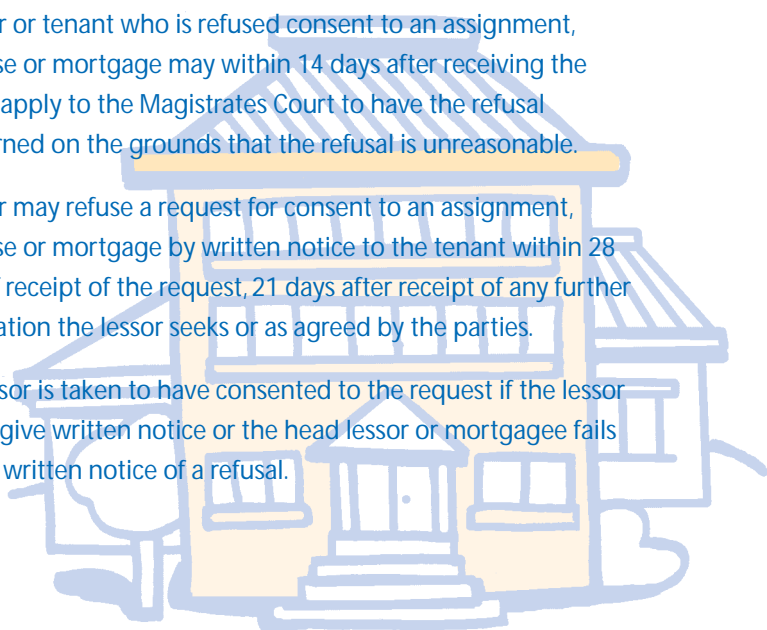 r or tenant who is refused consent to an assignment,
se or mortgage may within 14 days after receiving the
apply to the Magistrates Court to have the refusal
rned on the grounds that the refusal is unreasonable.
r may refuse a request for consent to an assignment,
se or mortgage by written notice to the tenant within 28
receipt of the request, 21 days after receipt of any further
ation the lessor seeks or as agreed by the parties.
sor is taken to have consented to the request if the lessor
give written notice or the head lessor or mortgagee fails
written notice of a refusal.